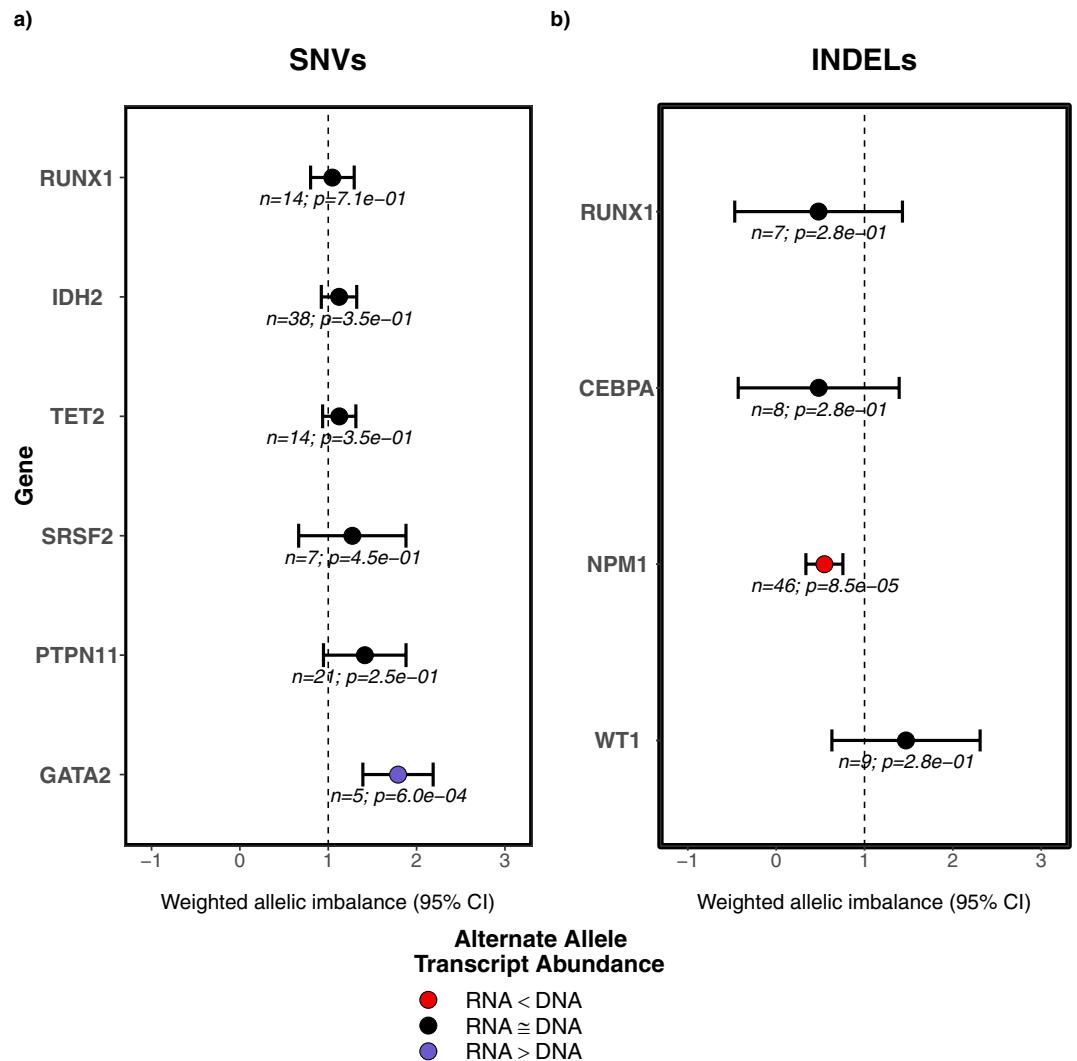 a)
SNVs
Gene
RUNX1
n=14; p=7.1e−01
IDH2
n=38; p=3.5e−01
TET2
n=14; p=3.5e−01
SRSF2
n=7; p=4.5e−01
PTPN11
n=21; p=2.5e−01
GATA2
n=5; p=6.0e−04
−1 0 1 2 3
Weighted allelic imbalance (95% CI)
b)
INDELs
RUNX1
n=7; p=2.8e−01
CEBPA
n=8; p=2.8e−01
NPM1
n=46; p=8.5e−05
WT1
n=9; p=2.8e−01
−1 0 1 2 3
Weighted allelic imbalance (95% CI)
Alternate Allele
Transcript Abundance
RNA < DNA
RNA ≅ DNA
RNA > DNA